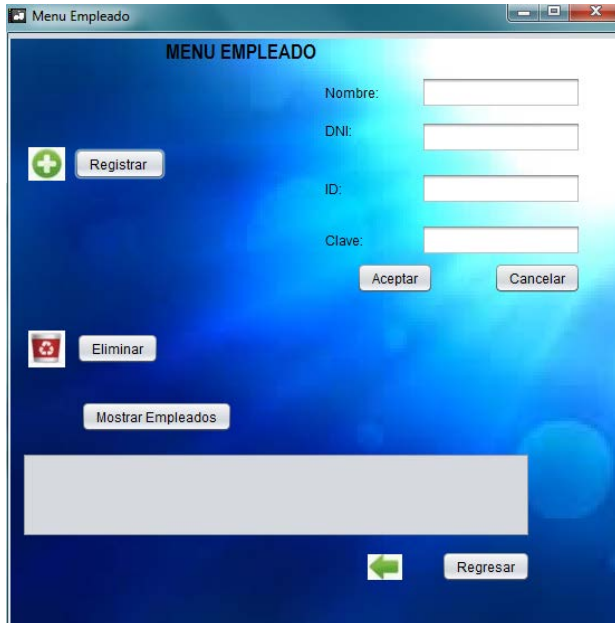 Menu Empleado
MENU EMPLEADO
Nombre:
DNI:
Registrar
ID:
Clave:
Aceptar Cancelar
Eliminar
Mostrar Empleados
Regresar